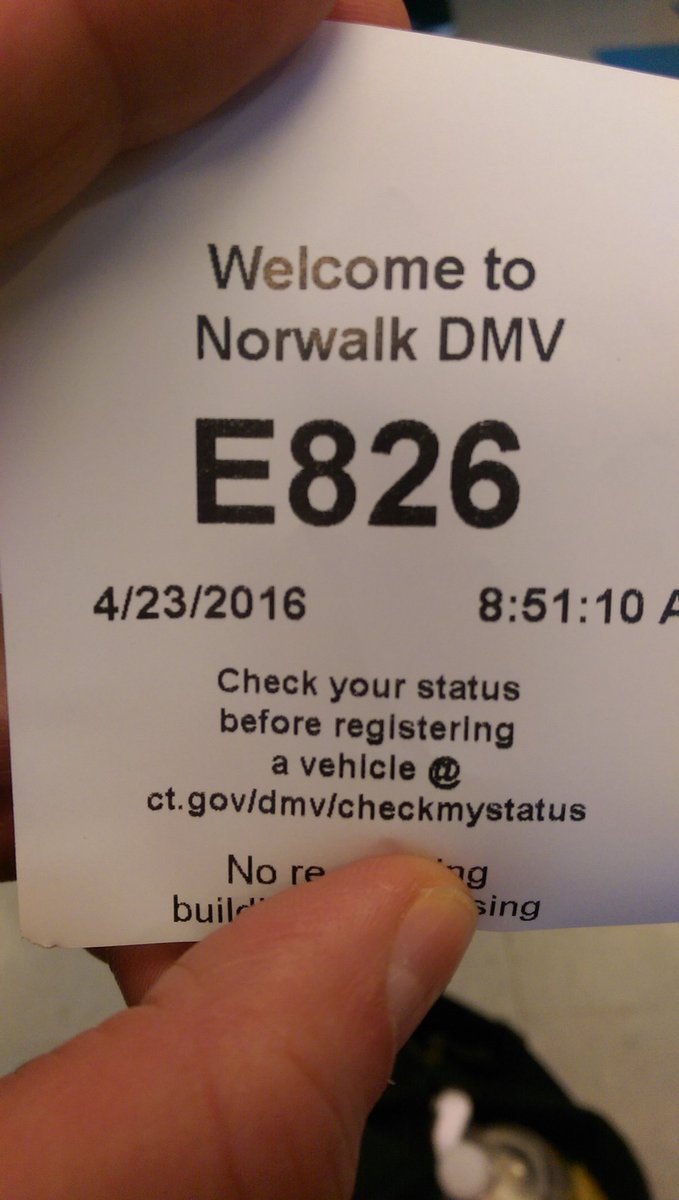 Welcome to
Norwalk DMV
E826
4/23/2016 8:51:10 A
Check your status
before registering
a vehicle @
ct.gov/dmv/checkmystatus
No